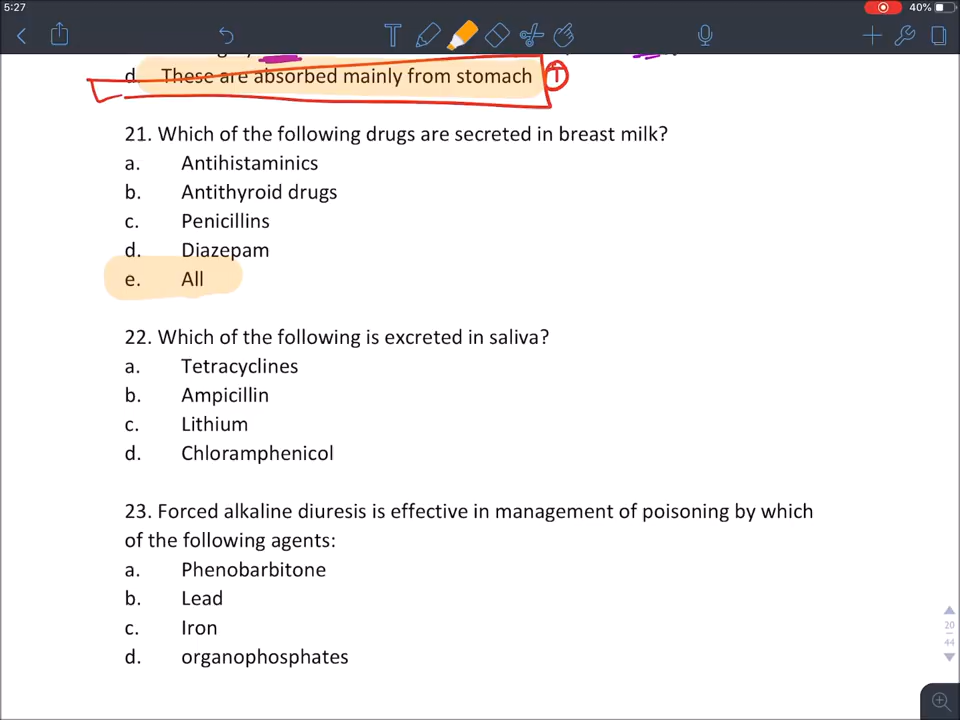 5:27
40%
T
d. These are absorbed mainly from stomach
21. Which of the following drugs are secreted in breast milk?
a. Antihistaminics
b. Antithyroid drugs
c. Penicillins
d. Diazepam
e. All
22. Which of the following is excreted in saliva?
a. Tetracyclines
b. Ampicillin
c. Lithium
d. Chloramphenicol
23. Forced alkaline diuresis is effective in management of poisoning by which
of the following agents:
a. Phenobarbitone
b. Lead
c. Iron
d. organophosphates
20
44